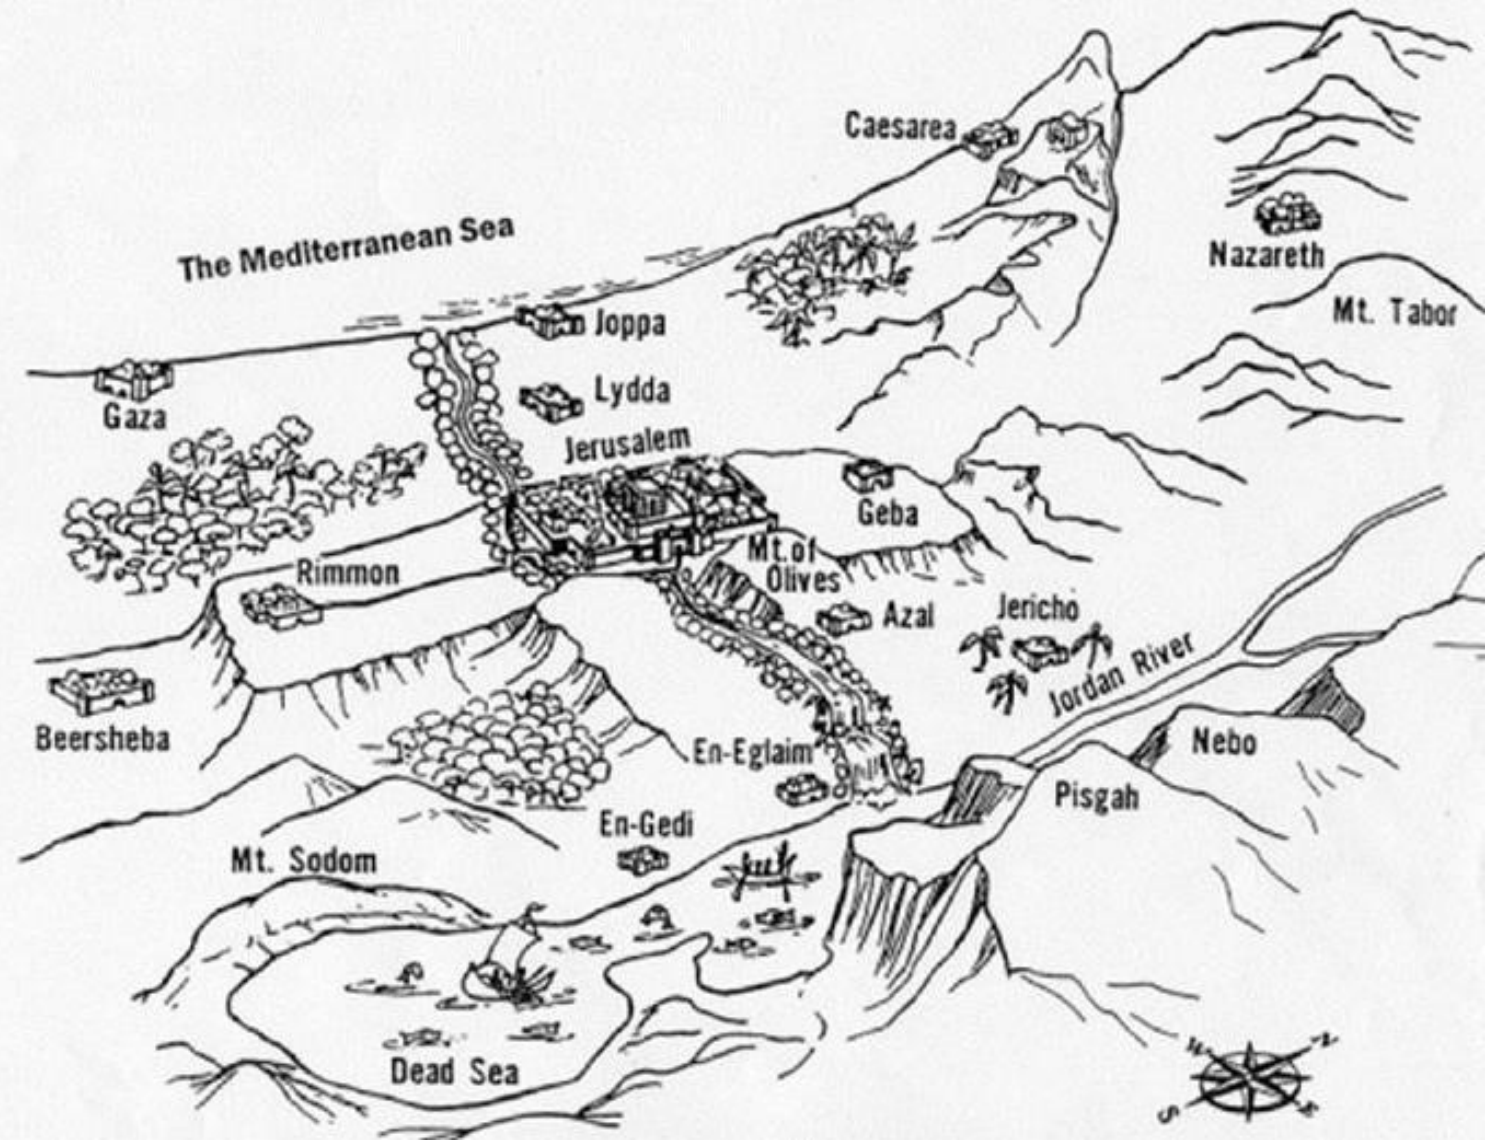 Caesarea
The Mediterranean Sea
Nazareth
Mt. Tabor
Joppa
Lydda
Gaza
Jerusalem
Geba
Mt. of
Olives
Rimmon
Azal
Jericho
Jordan River
Beersheba
En-Eglaim
Nebo
Pisgah
En-Gedi
Mt. Sodom
Dead Sea
W
N
S
E